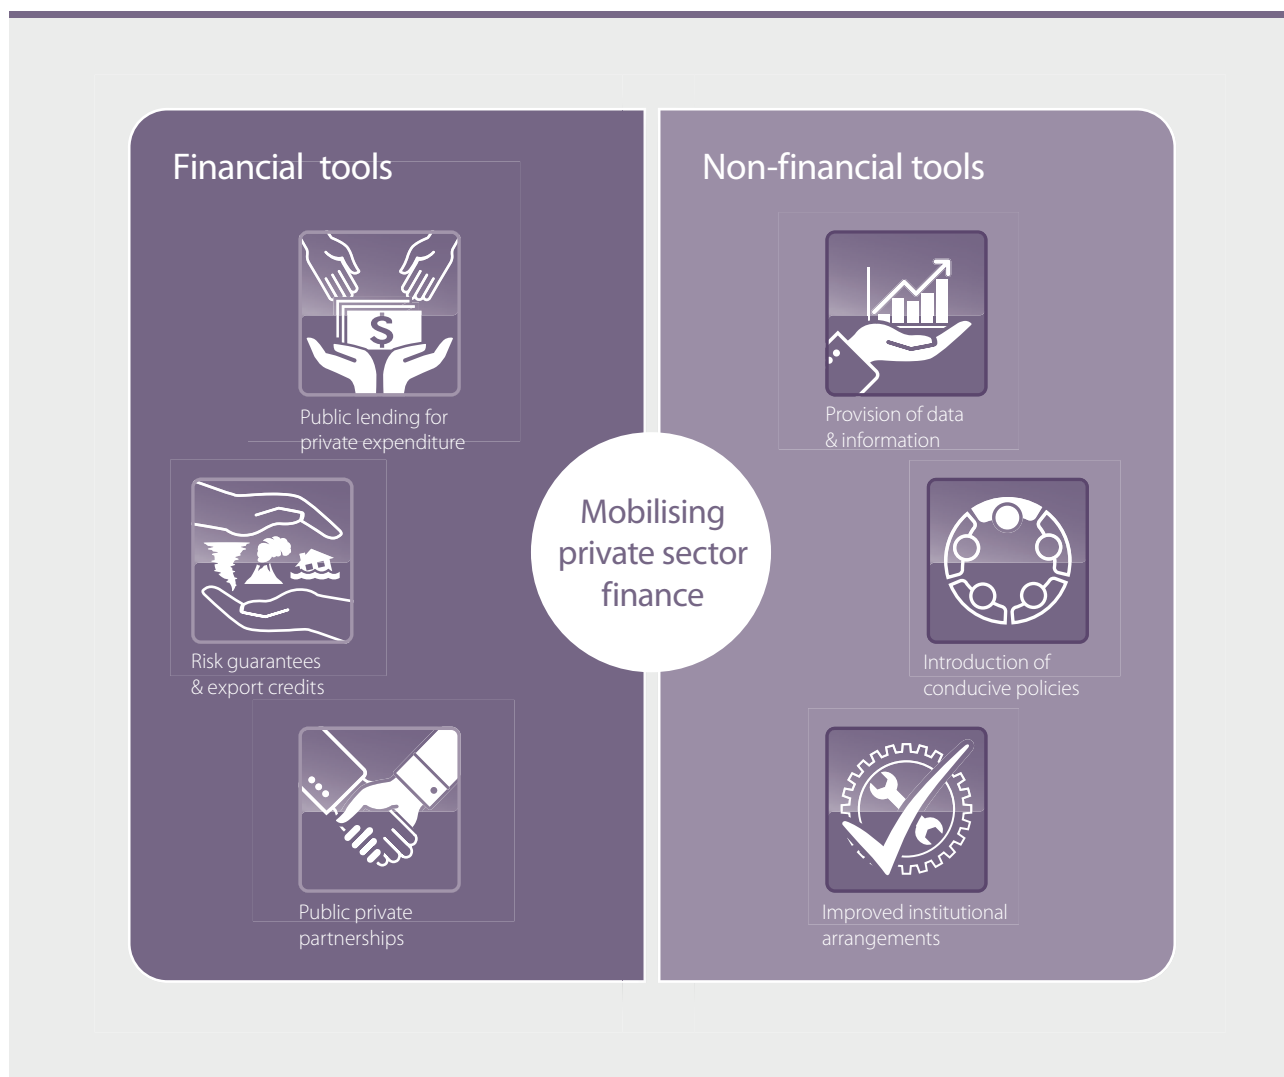 Financial tools
Public lending for
private expenditure
Risk guarantees
& export credits
Public private
partnerships
Mobilising
private sector
finance
Non-financial tools
Provision of data
& information
Introduction of
conducive policies
Improved institutional
arrangements
$